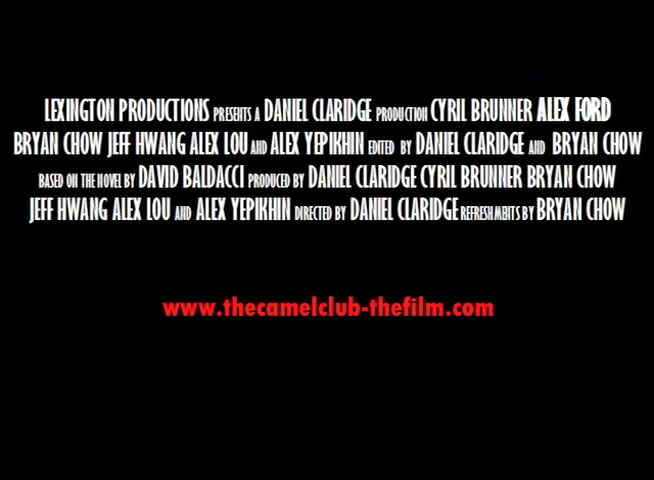 LEXINGTON PRODUCTIONS PRESENTS A DANIEL CLARIDGE PRODUCTION CYRIL BRUNNER ALEX FORD
BRYAN CHOW JEFF HWANG ALEX LOU AND ALEX YEPIKHIN EDITED BY DANIEL CLARIDGE AND BRYAN CHOW
BASED ON THE NOVEL BY DAVID BALDACCI PRODUCED BY DANIEL CLARIDGE CYRIL BRUNNER BRYAN CHOW
JEFF HWANG ALEX LOU AND ALEX YEPIKHIN DIRECTED BY DANIEL CLARIDGE REFRESHMENTS BY BRYAN CHOW
www.thecamelclub-thefilm.com